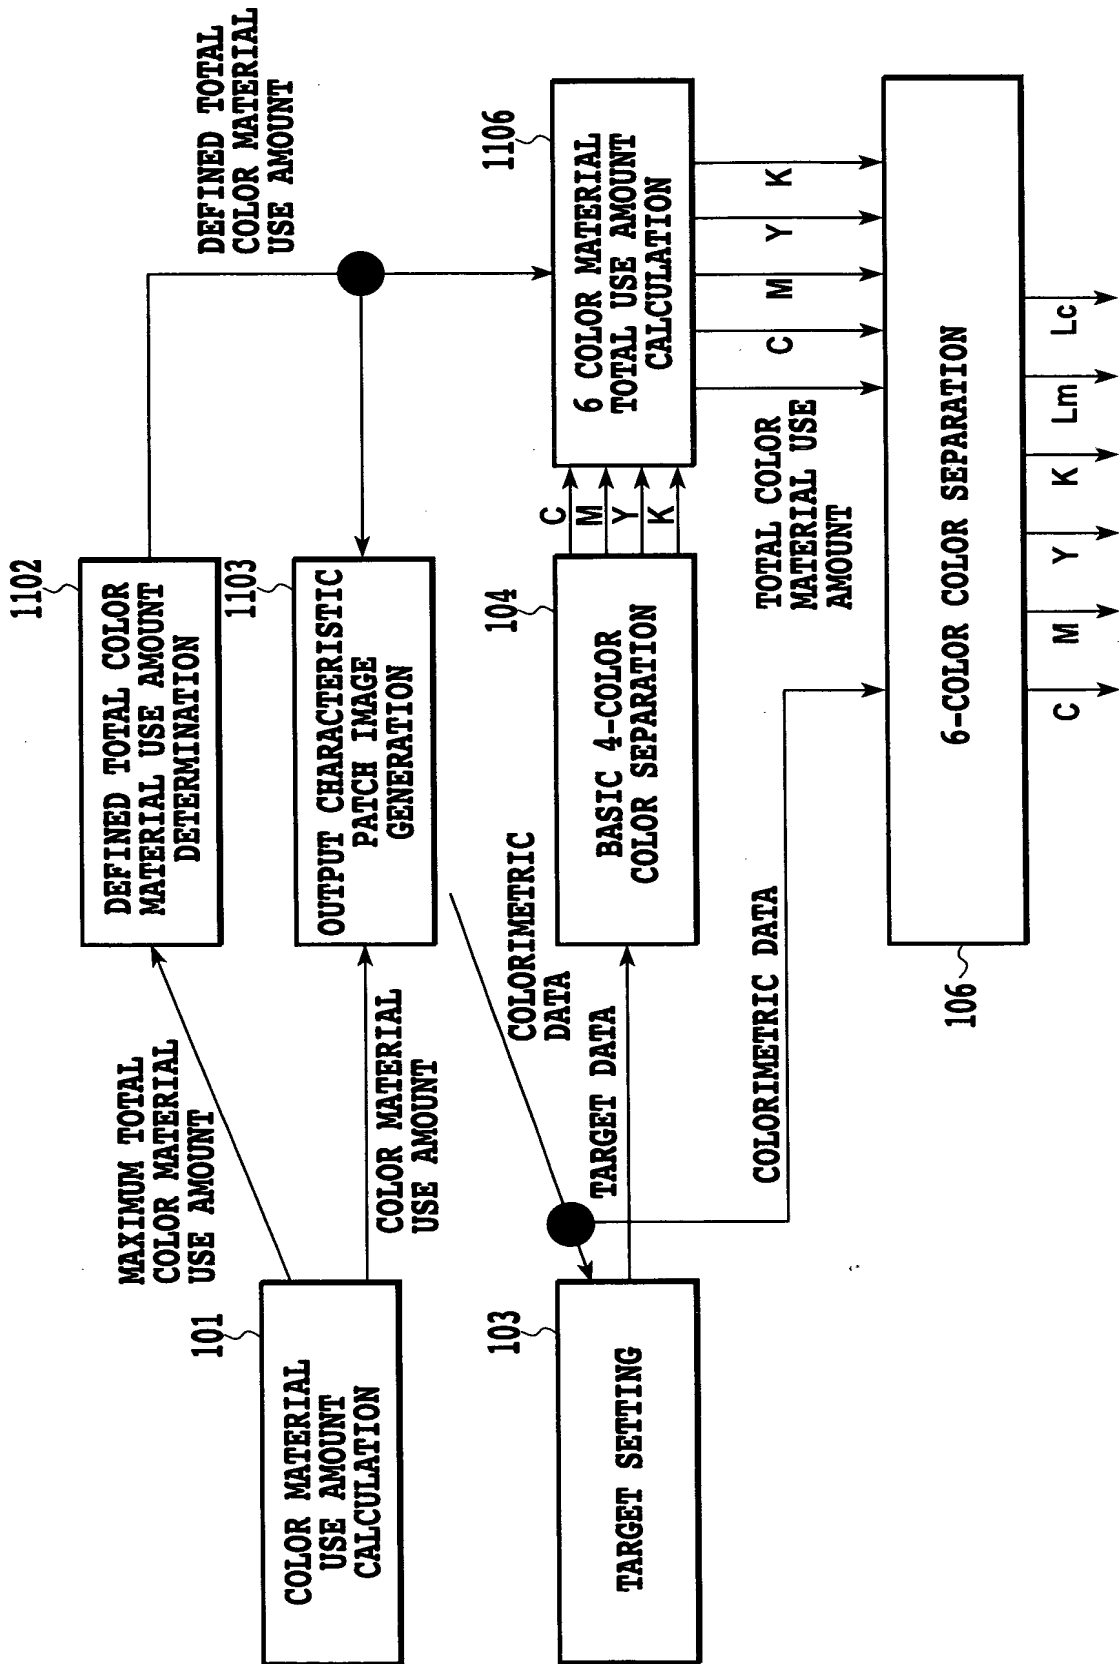 COLOR MATERIAL
USE AMOUNT
CALCULATION
101
MAXIMUM TOTAL
COLOR MATERIAL
USE AMOUNT
COLOR MATERIAL
USE AMOUNT
DEFINED TOTAL COLOR
MATERIAL USE AMOUNT
DETERMINATION
1102
OUTPUT CHARACTERISTIC
PATCH IMAGE
GENERATION
1103
DEFINED TOTAL
COLOR MATERIAL
USE AMOUNT
TARGET SETTING
103
COLORIMETRIC
DATA
TARGET DATA
BASIC 4-COLOR
COLOR SEPARATION
104
C
M
Y
K
6 COLOR MATERIAL
TOTAL USE AMOUNT
CALCULATION
1106
COLORIMETRIC DATA
TOTAL COLOR
MATERIAL USE
AMOUNT
C
M
Y
K
6-COLOR COLOR SEPARATION
106
C
M
Y
K
Lm
Lc